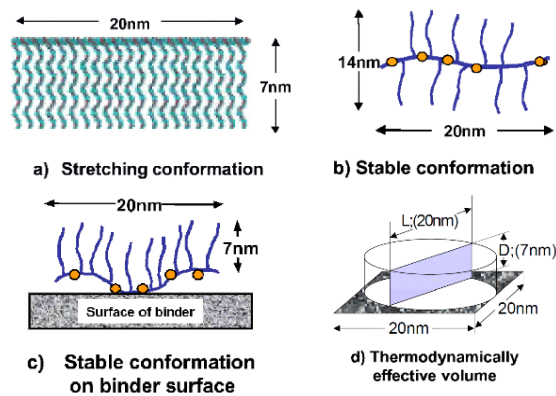 20nm
7nm
a) Stretching conformation
14nm
20nm
b) Stable conformation
20nm
7nm
Surface of binder
c) Stable conformation
on binder surface
L;(20nm)
D;(7nm)
20nm
20nm
d) Thermodynamically
effective volume